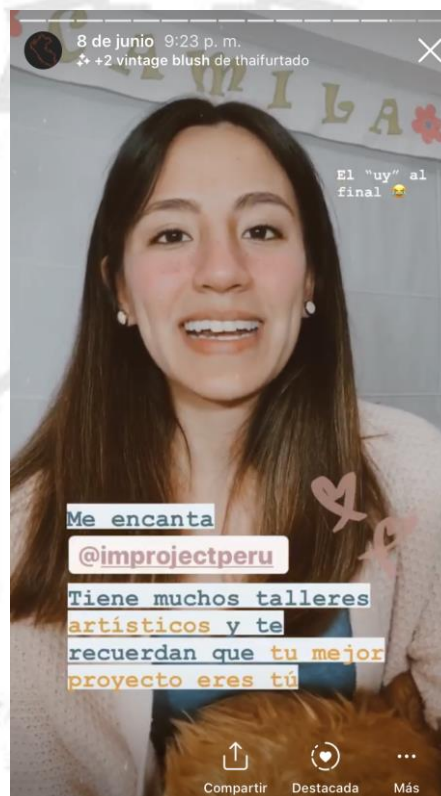 8 de junio 9:23 p. m.
+2 vintage blush de thaifurtado
CAMILA
El "uy" al
final 😂
Me encanta
@improjectperu
Tiene muchos talleres
artísticos y te
recuerdan que tu mejor
proyecto eres tú
Compartir Destacada Más